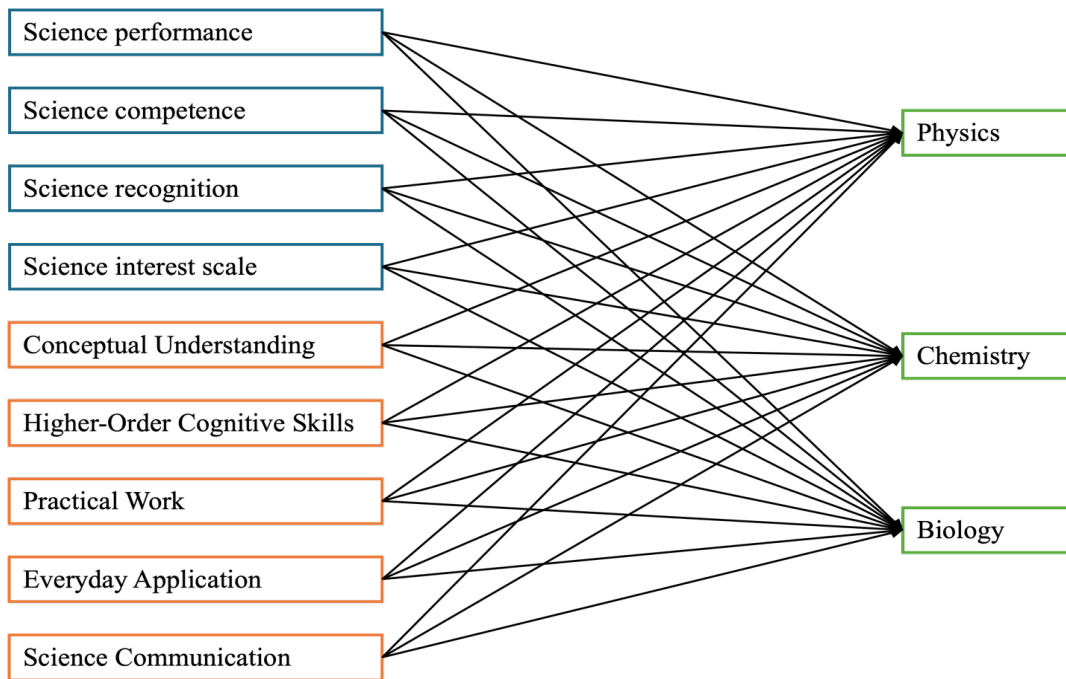 Science performance
Science competence
Science recognition
Science interest scale
Conceptual Understanding
Higher-Order Cognitive Skills
Practical Work
Everyday Application
Science Communication
Physics
Chemistry
Biology